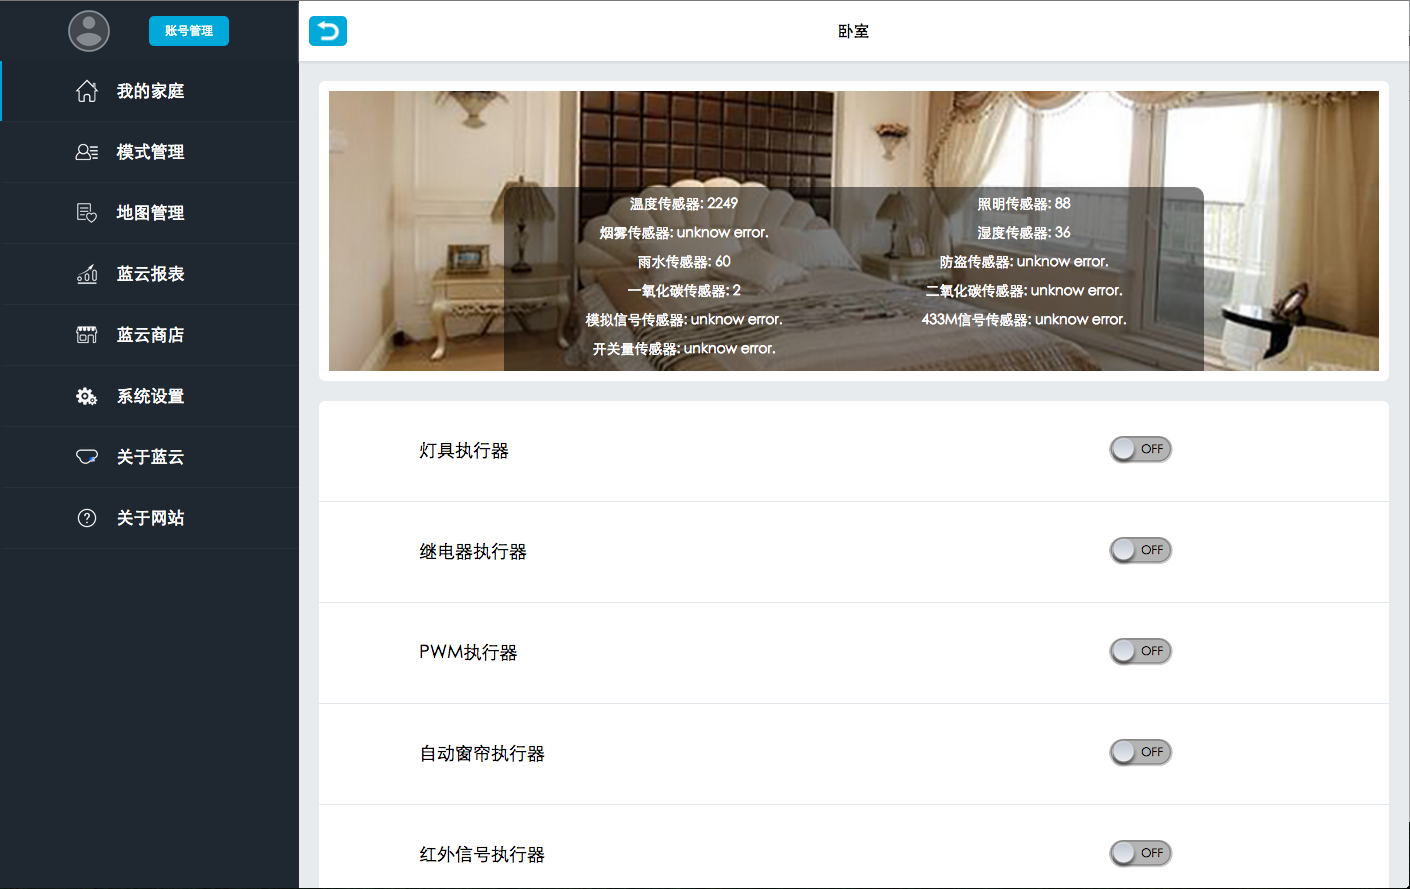 账号管理
我的家庭
模式管理
地图管理
蓝云报表
蓝云商店
系统设置
关于蓝云
关于网站
卧室
温度传感器: 2249
照明传感器: 88
烟雾传感器: unknow error.
湿度传感器: 36
雨水传感器: 60
防盗传感器: unknow error.
一氧化碳传感器: 2
二氧化碳传感器: unknow error.
模拟信号传感器: unknow error.
433M信号传感器: unknow error.
开关量传感器: unknow error.
灯具执行器 OFF
继电器执行器 OFF
PWM执行器 OFF
自动窗帘执行器 OFF
红外信号执行器 OFF